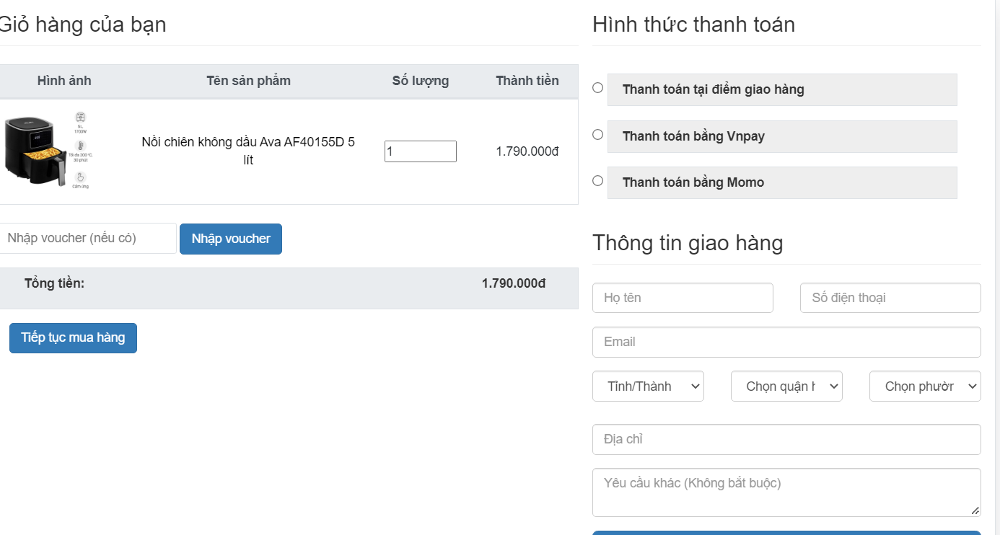 Giỏ hàng của bạn
Hình ảnh Tên sản phẩm Số lượng Thành tiền
5L,
1700W
Tối đa 200 °C,
30 phút
Cảm ứng
Nồi chiên không dầu Ava AF40155D 5
lít
1
1.790.000đ
Nhập voucher (nếu có) Nhập voucher
Tổng tiền: 1.790.000đ
Tiếp tục mua hàng
Hình thức thanh toán
Thanh toán tại điểm giao hàng
Thanh toán bằng Vnpay
Thanh toán bằng Momo
Thông tin giao hàng
Họ tên Số điện thoại
Email
Tỉnh/Thành Chọn quận h Chọn phườn
Địa chỉ
Yêu cầu khác (Không bắt buộc)